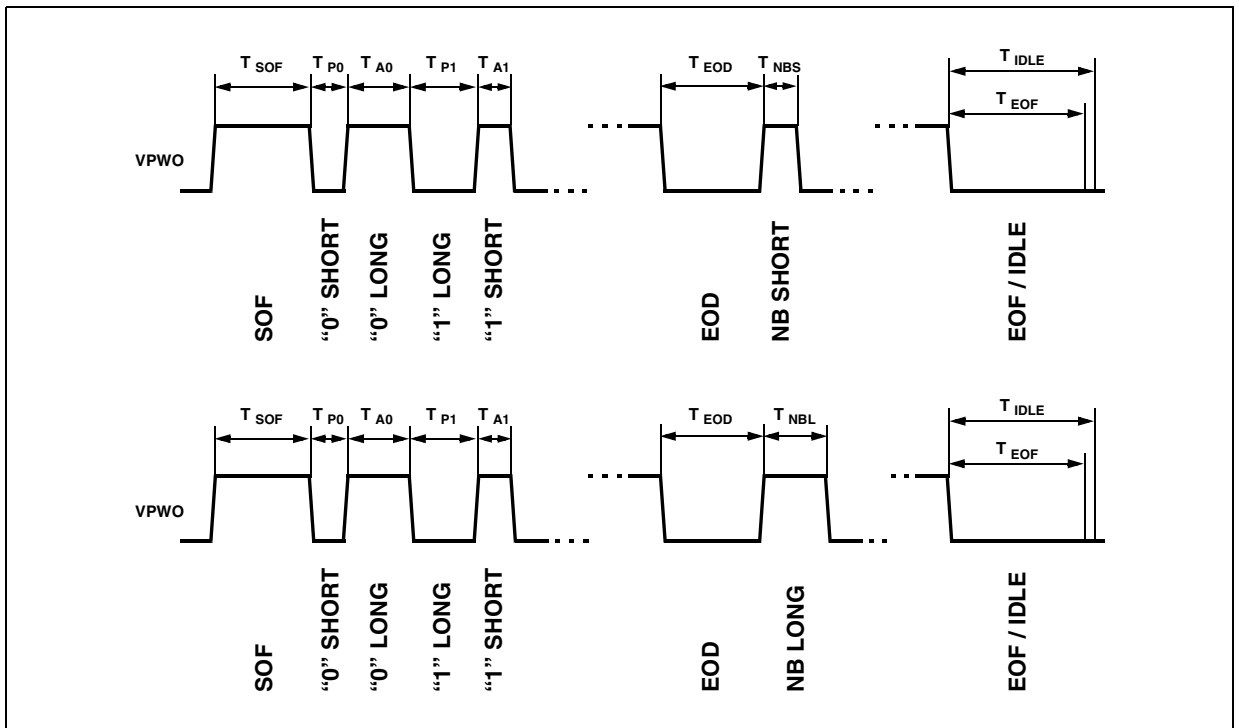 T SOF T P0 T A0 T P1 T A1 T EOD T NBS T IDLE
T EOF
VPWO
SOF
“0” SHORT
“0” LONG
“1” LONG
“1” SHORT
EOD
NB SHORT
EOF / IDLE
T SOF T P0 T A0 T P1 T A1 T EOD T NBL T IDLE
T EOF
VPWO
SOF
“0” SHORT
“0” LONG
“1” LONG
“1” SHORT
EOD
NB LONG
EOF / IDLE